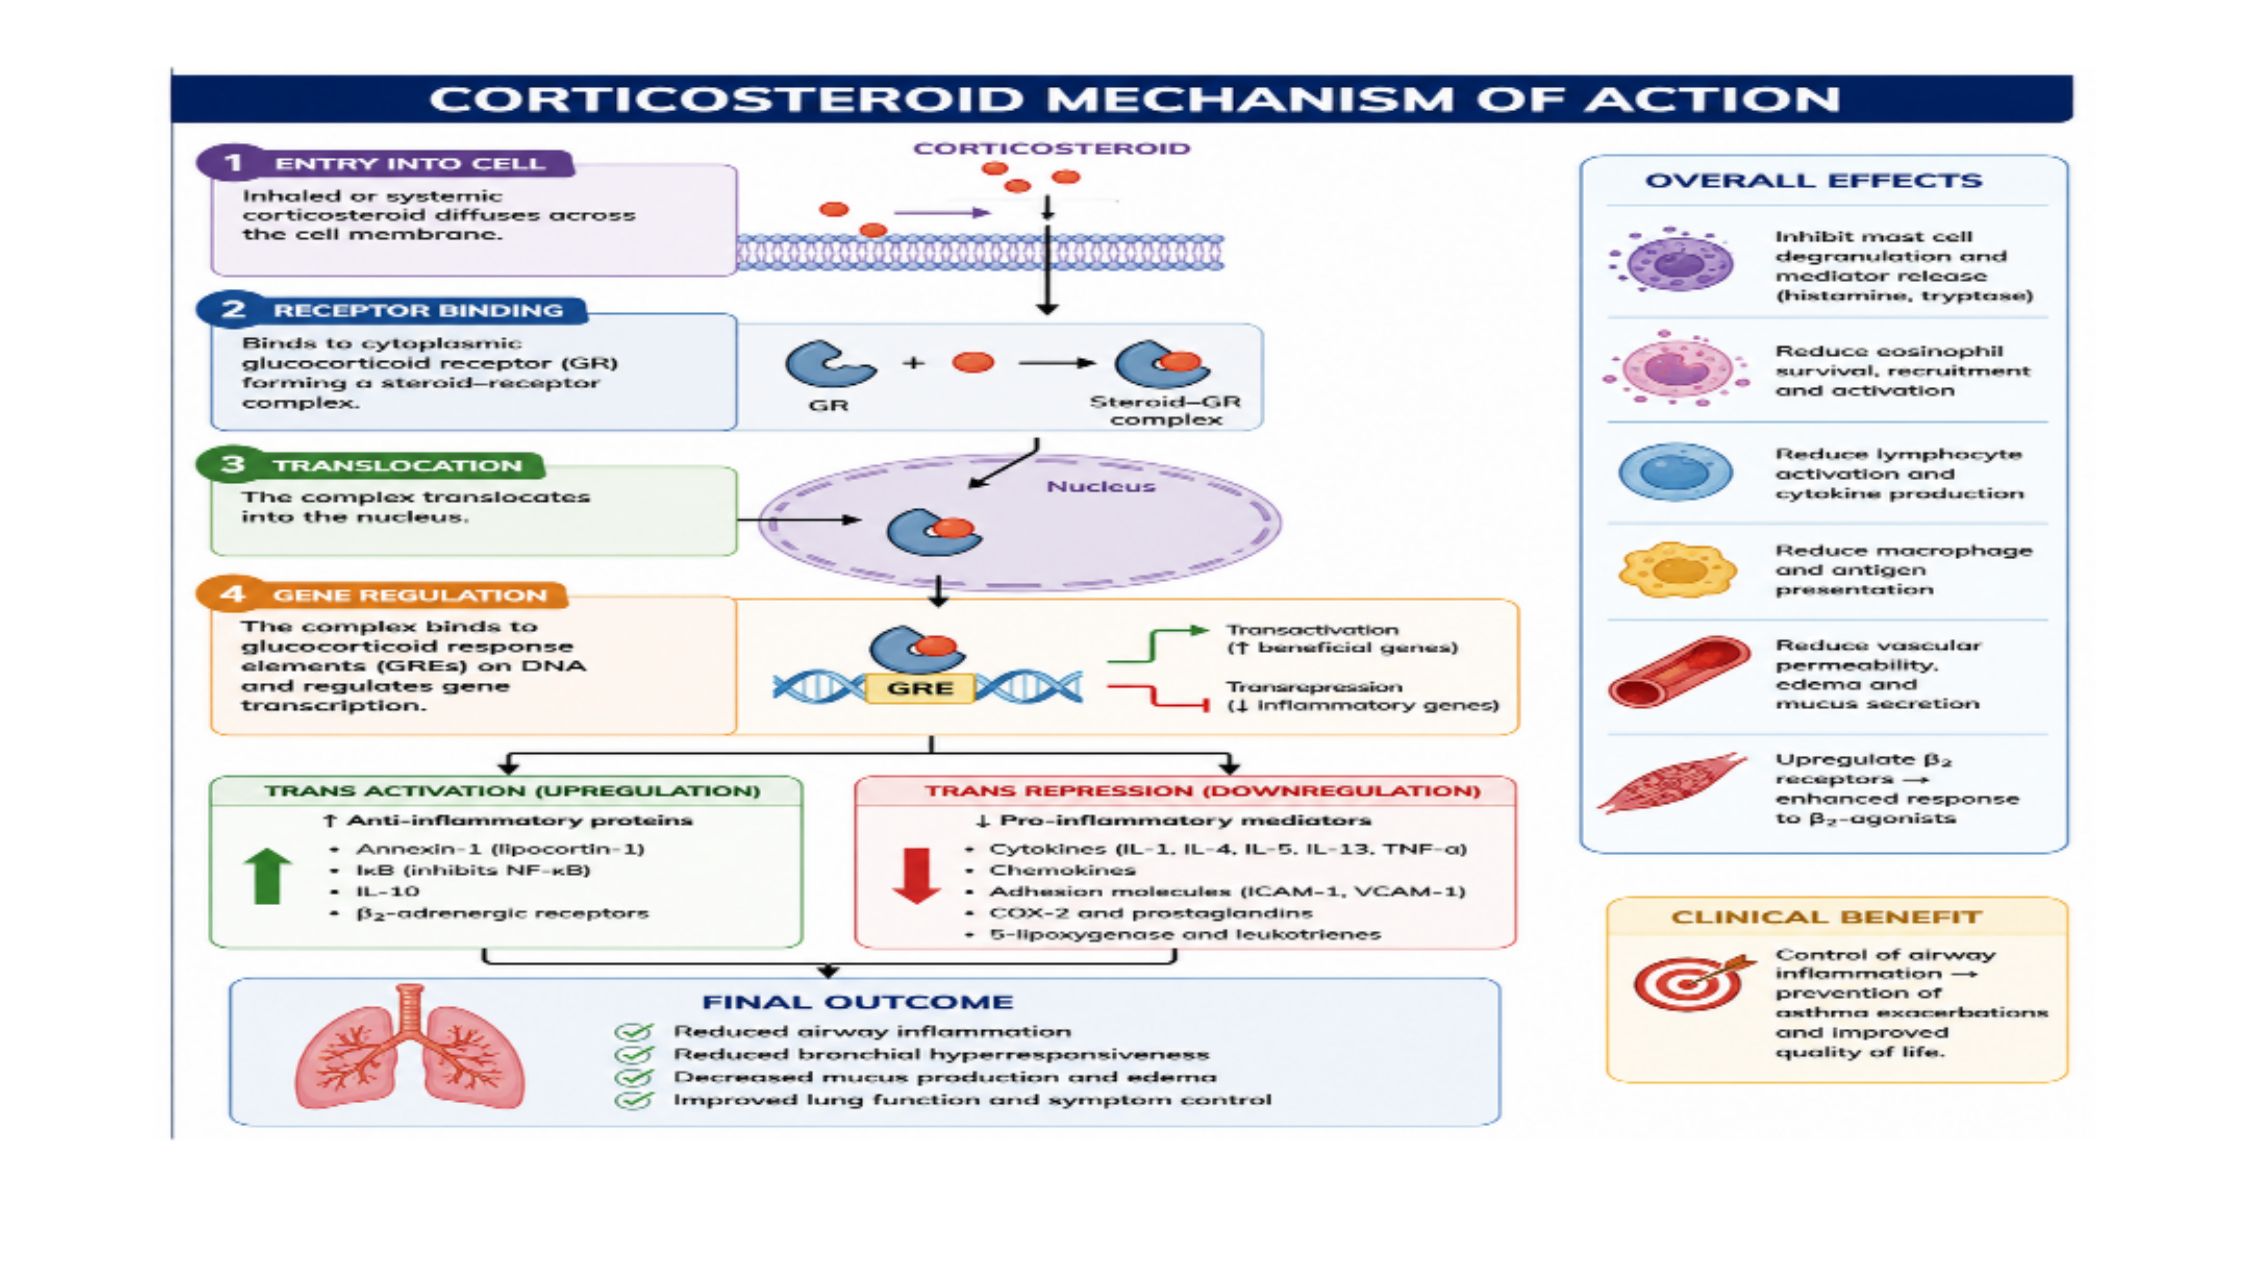 CORTICOSTEROID MECHANISM OF ACTION
1 ENTRY INTO CELL
Inhaled or systemic
corticosteroid diffuses across
the cell membrane.
CORTICOSTEROID
2 RECEPTOR BINDING
Binds to cytoplasmic
glucocorticoid receptor (GR)
forming a steroid–receptor
complex.
GR
+
Steroid–GR
complex
3 TRANSLOCATION
The complex translocates
into the nucleus.
Nucleus
4 GENE REGULATION
The complex binds to
glucocorticoid response
elements (GREs) on DNA
and regulates gene
transcription.
GRE
Transactivation
(↑ beneficial genes)
Transrepression
(↓ inflammatory genes)
TRANS ACTIVATION (UPREGULATION)
↑ Anti-inflammatory proteins
• Annexin-1 (lipocortin-1)
• IκB (inhibits NF-κB)
• IL-10
• β₂-adrenergic receptors
TRANS REPRESSION (DOWNREGULATION)
↓ Pro-inflammatory mediators
• Cytokines (IL-1, IL-4, IL-5, IL-13, TNF-α)
• Chemokines
• Adhesion molecules (ICAM-1, VCAM-1)
• COX-2 and prostaglandins
• 5-lipoxygenase and leukotrienes
FINAL OUTCOME
Reduced airway inflammation
Reduced bronchial hyperresponsiveness
Decreased mucus production and edema
Improved lung function and symptom control
OVERALL EFFECTS
Inhibit mast cell
degranulation and
mediator release
(histamine, tryptase)
Reduce eosinophil
survival, recruitment
and activation
Reduce lymphocyte
activation and
cytokine production
Reduce macrophage
and antigen
presentation
Reduce vascular
permeability,
edema and
mucus secretion
Upregulate β₂
receptors →
enhanced response
to β₂-agonists
CLINICAL BENEFIT
Control of airway
inflammation →
prevention of
asthma exacerbations
and improved
quality of life.